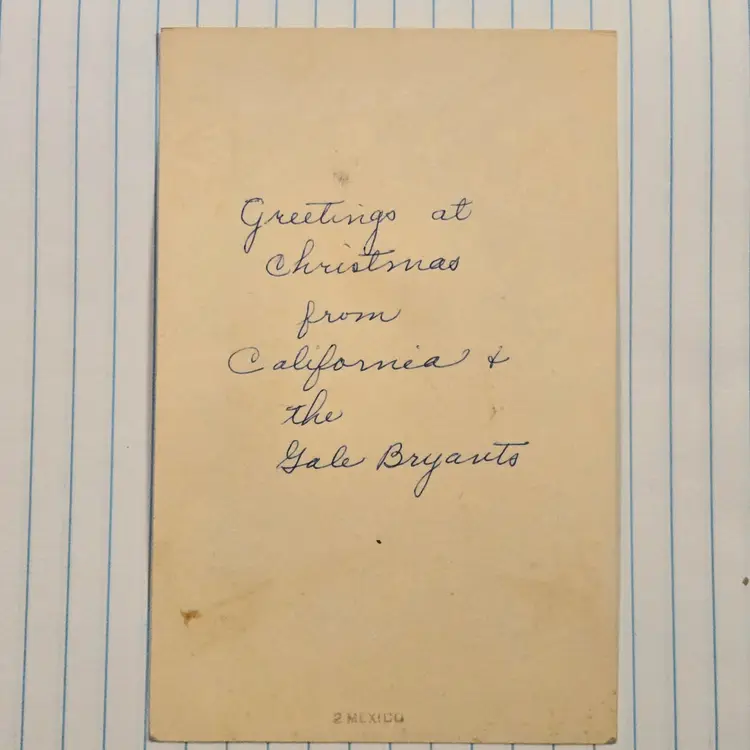 Greetings at
Christmas
from
California &
the
Gale Bryants
2 MEXICO